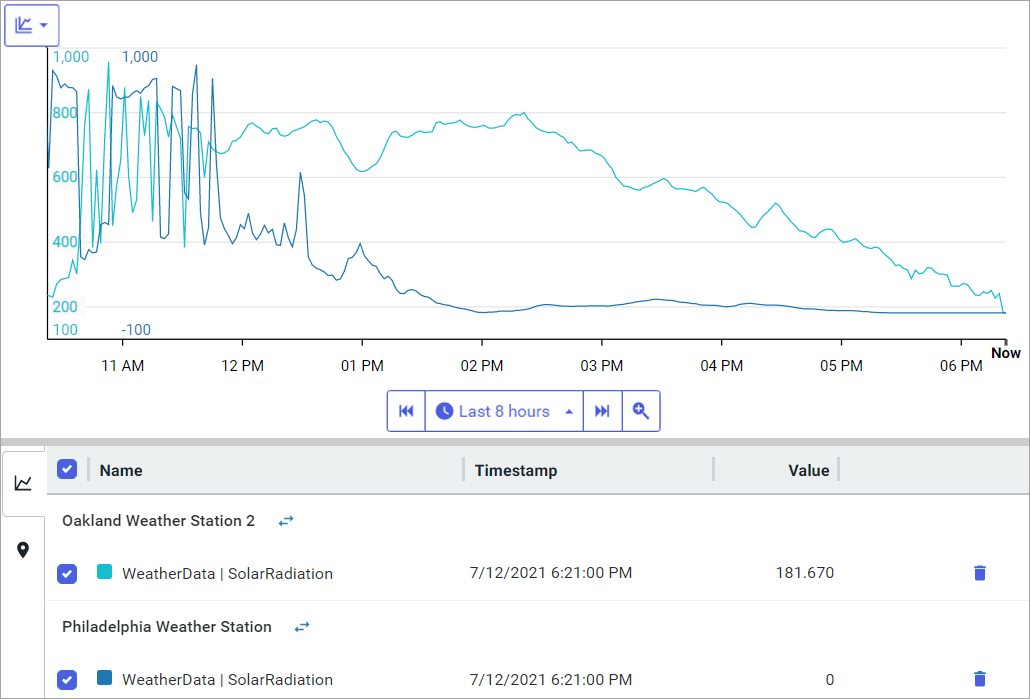 1,000 1,000
800
600
400
200
100 -100
Now
11 AM 12 PM 01 PM 02 PM 03 PM 04 PM 05 PM 06 PM
Last 8 hours
Name Timestamp Value
Oakland Weather Station 2
WeatherData | SolarRadiation 7/12/2021 6:21:00 PM 181.670
Philadelphia Weather Station
WeatherData | SolarRadiation 7/12/2021 6:21:00 PM 0